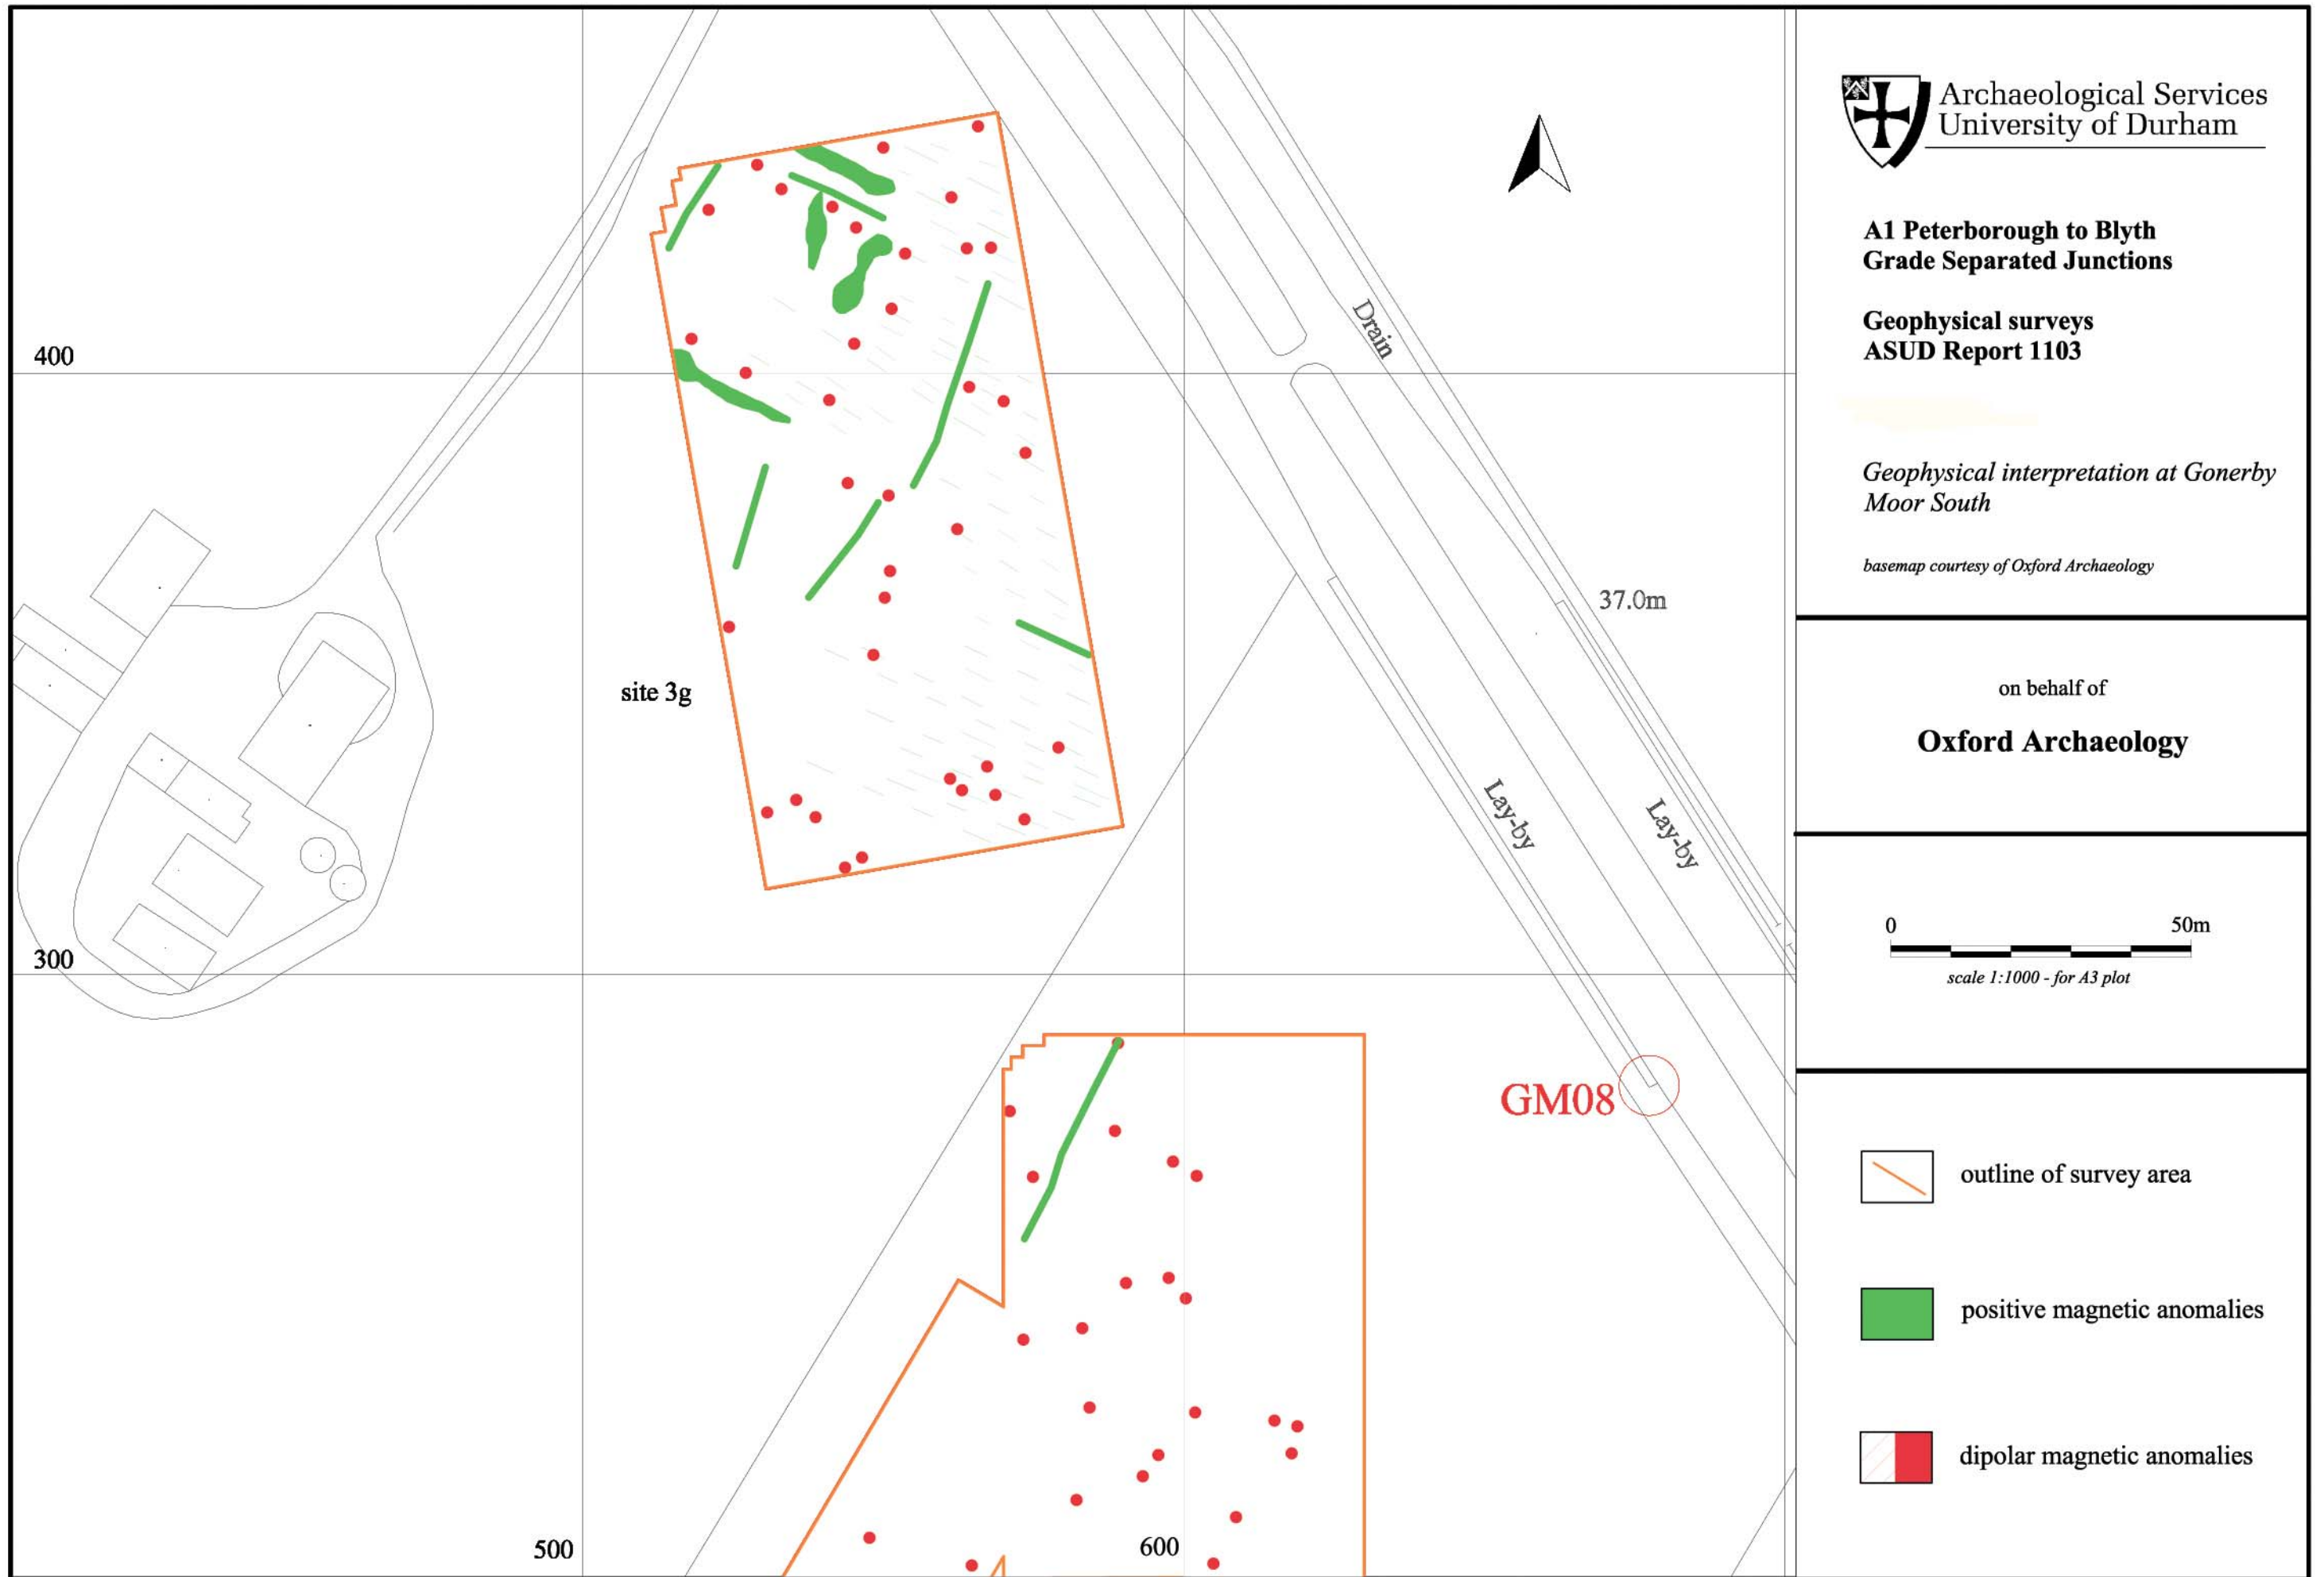 Archaeological Services
University of Durham
A1 Peterborough to Blyth
Grade Separated Junctions
Geophysical surveys
ASUD Report 1103
Geophysical interpretation at Gonerby
Moor South
basemap courtesy of Oxford Archaeology
on behalf of
Oxford Archaeology
0 50m
scale 1:1000 - for A3 plot
outline of survey area
positive magnetic anomalies
dipolar magnetic anomalies
Drain
400
37.0m
site 3g
Lay-by
Lay-by
300
GM08
500
600